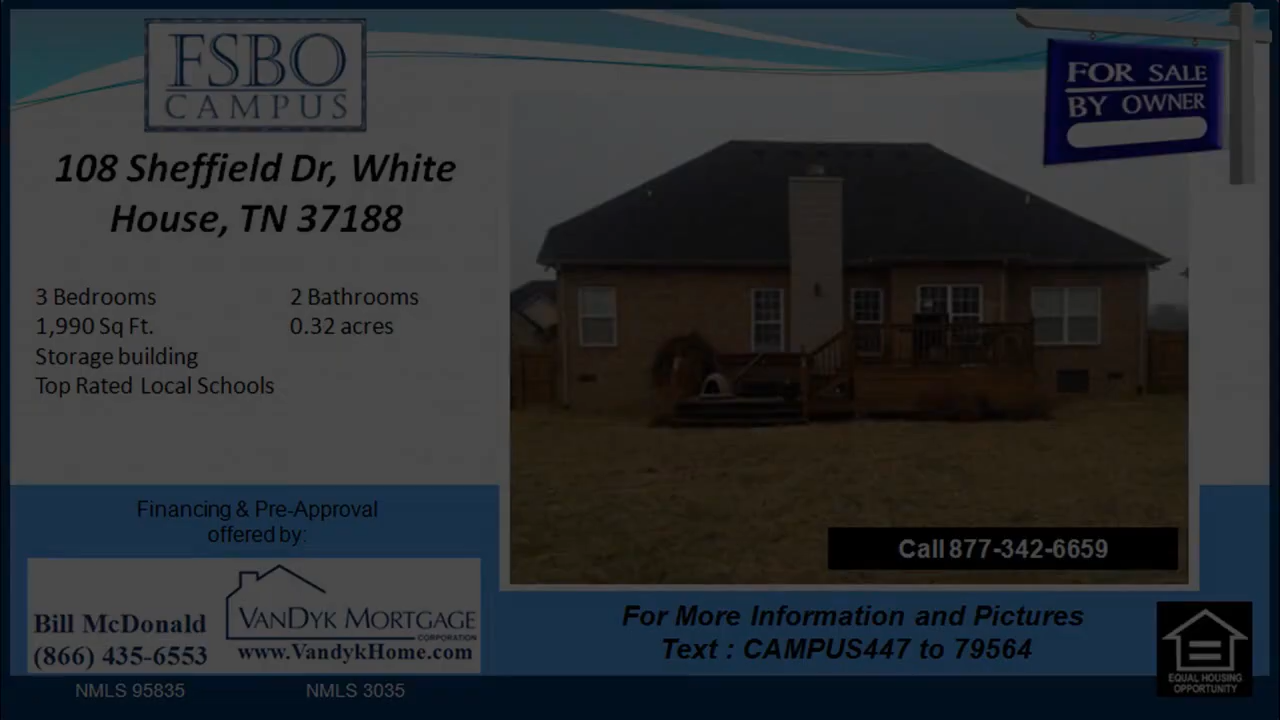 FSBO
CAMPUS
FOR SALE
BY OWNER
108 Sheffield Dr, White
House, TN 37188
3 Bedrooms
2 Bathrooms
1,990 Sq Ft.
0.32 acres
Storage building
Top Rated Local Schools
Call 877-342-6659
Financing & Pre-Approval
offered by:
Bill McDonald
(866) 435-6553
VANDYK MORTGAGE
CORPORATION
www.VandykHome.com
NMLS 95835
NMLS 3035
For More Information and Pictures
Text : CAMPUS447 to 79564
EQUAL HOUSING
OPPORTUNITY